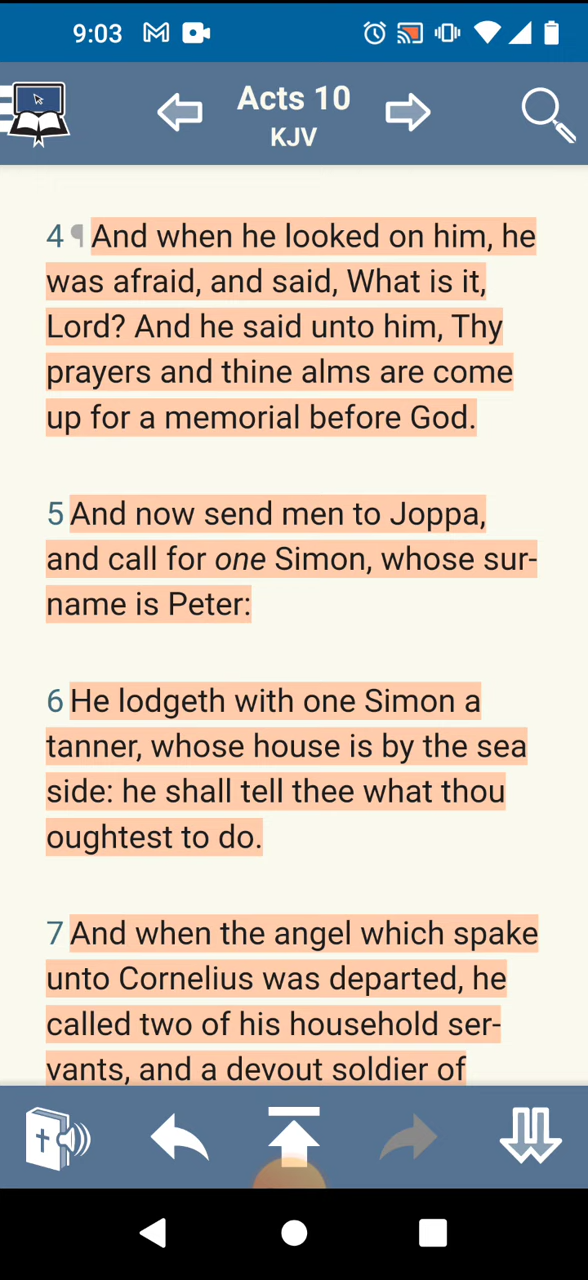 9:03
Acts 10
KJV
4 ¶ And when he looked on him, he
was afraid, and said, What is it,
Lord? And he said unto him, Thy
prayers and thine alms are come
up for a memorial before God.
5 And now send men to Joppa,
and call for one Simon, whose sur-
name is Peter:
6 He lodgeth with one Simon a
tanner, whose house is by the sea
side: he shall tell thee what thou
oughtest to do.
7 And when the angel which spake
unto Cornelius was departed, he
called two of his household ser-
vants, and a devout soldier of